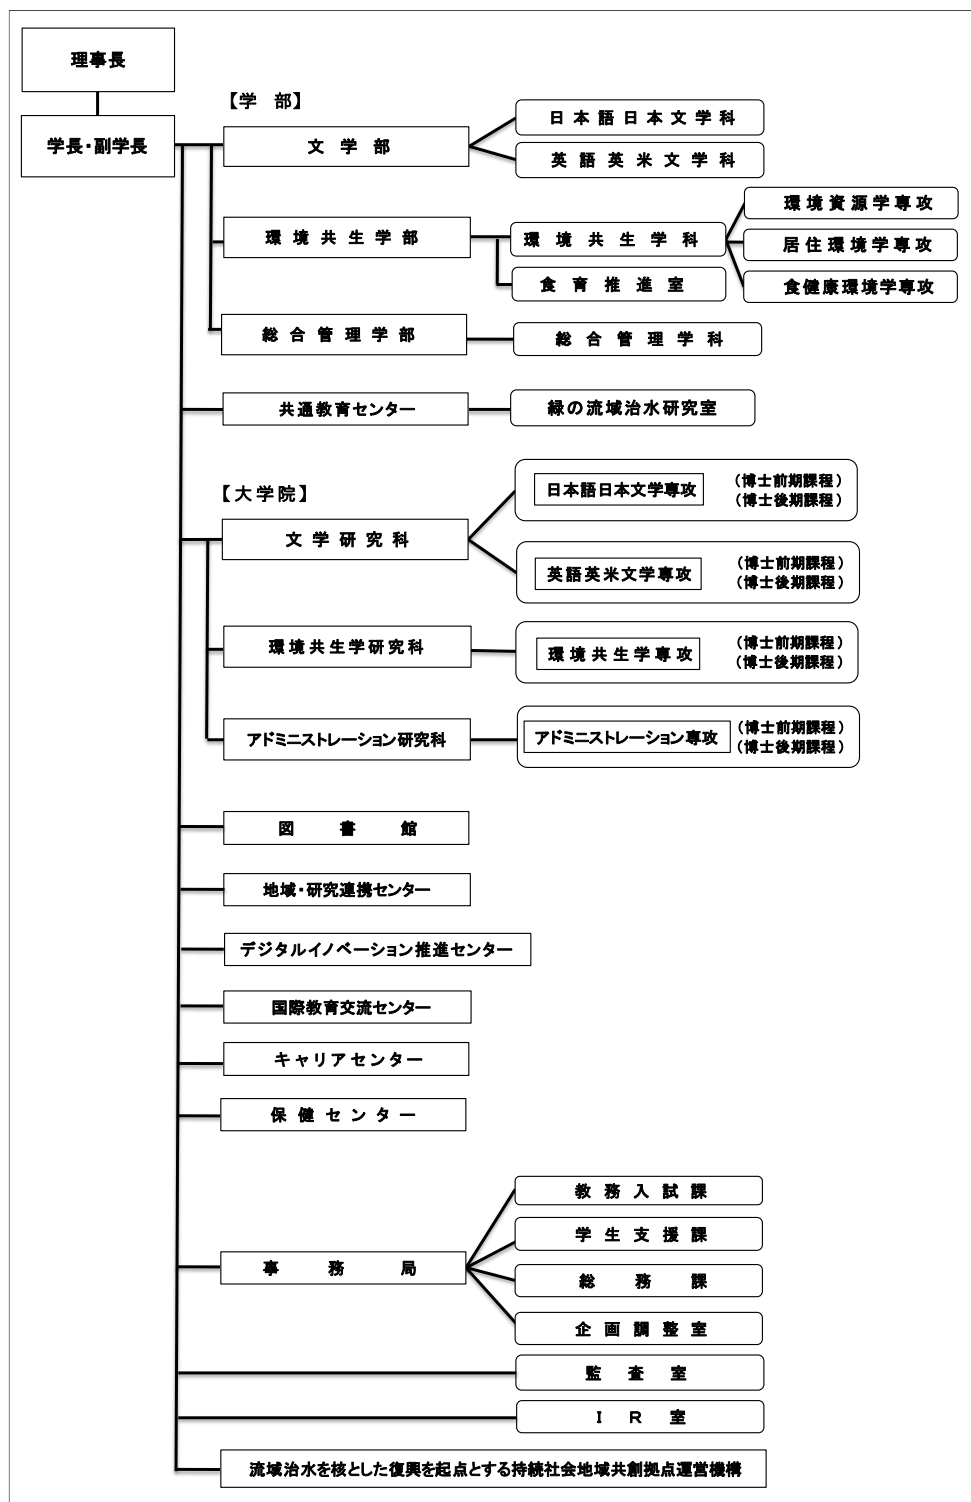 理事長
学長・副学長
【学 部】
文学部
日本語日本文学科
英語英米文学科
環境共生学部
環境共生学科
環境資源学専攻
居住環境学専攻
食健康環境学専攻
食育推進室
総合管理学部
総合管理学科
共通教育センター
緑の流域治水研究室
【大学院】
文学研究科
日本語日本文学専攻
(博士前期課程)
(博士後期課程)
英語英米文学専攻
(博士前期課程)
(博士後期課程)
環境共生学研究科
環境共生学専攻
(博士前期課程)
(博士後期課程)
アドミニストレーション研究科
アドミニストレーション専攻
(博士前期課程)
(博士後期課程)
図書館
地域・研究連携センター
デジタルイノベーション推進センター
国際教育交流センター
キャリアセンター
保健センター
事務局
教務入試課
学生支援課
総務課
企画調整室
監査室
IR室
流域治水を核とした復興を起点とする持続社会地域共創拠点運営機構